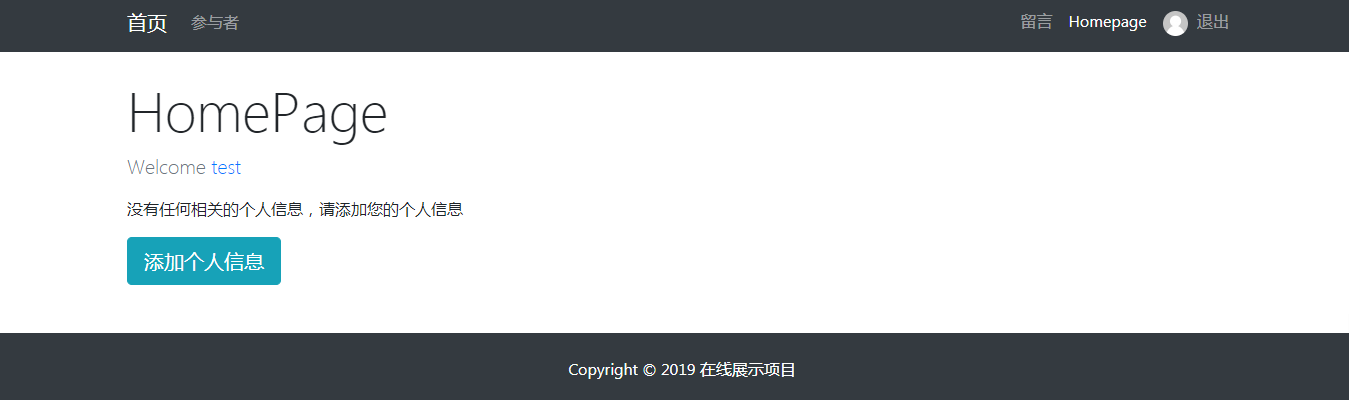 首页 参与者 留言 Homepage 退出
HomePage
Welcome test
没有任何相关的个人信息，请添加您的个人信息
添加个人信息
Copyright © 2019 在线展示项目